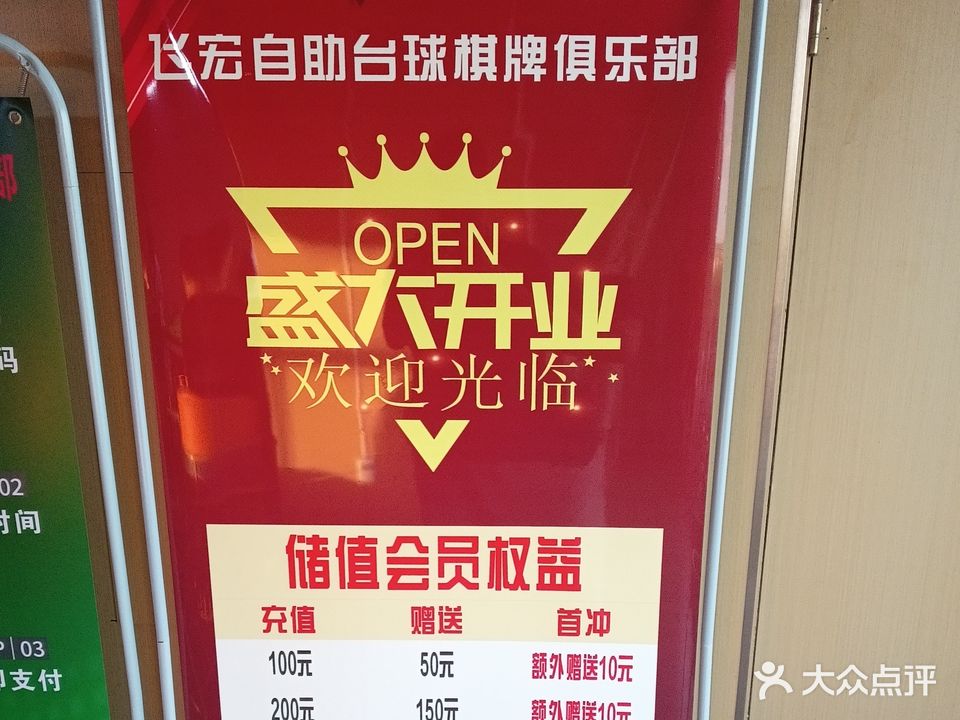 飞宏自助台球棋牌俱乐部
OPEN
盛大开业
欢迎光临
储值会员权益
充值 赠送 首冲
100元 50元 额外赠送10元
200元 150元 额外赠送10元
部
码
02
时间
P|03
即支付
大众点评